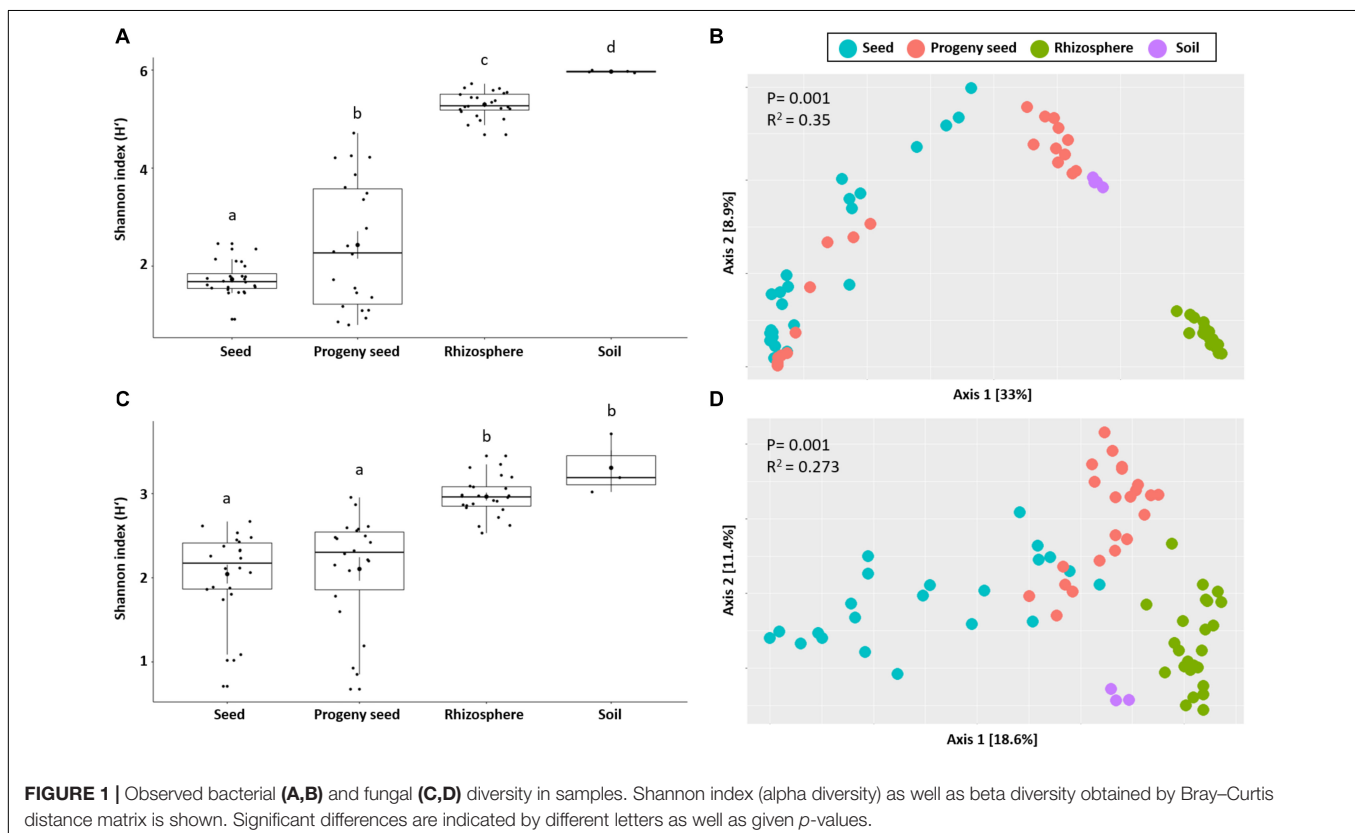 A
Shannon index (H')
6
4
2
a
b
c
d
Seed
Progeny seed
Rhizosphere
Soil
B
Seed
Progeny seed
Rhizosphere
Soil
P= 0.001
R² = 0.35
Axis 2 [8.9%]
Axis 1 [33%]
C
Shannon index (H')
3
2
1
a
a
b
b
Seed
Progeny seed
Rhizosphere
Soil
D
P= 0.001
R² = 0.273
Axis 2 [11.4%]
Axis 1 [18.6%]
FIGURE 1 | Observed bacterial (A,B) and fungal (C,D) diversity in samples. Shannon index (alpha diversity) as well as beta diversity obtained by Bray–Curtis
distance matrix is shown. Significant differences are indicated by different letters as well as given p-values.